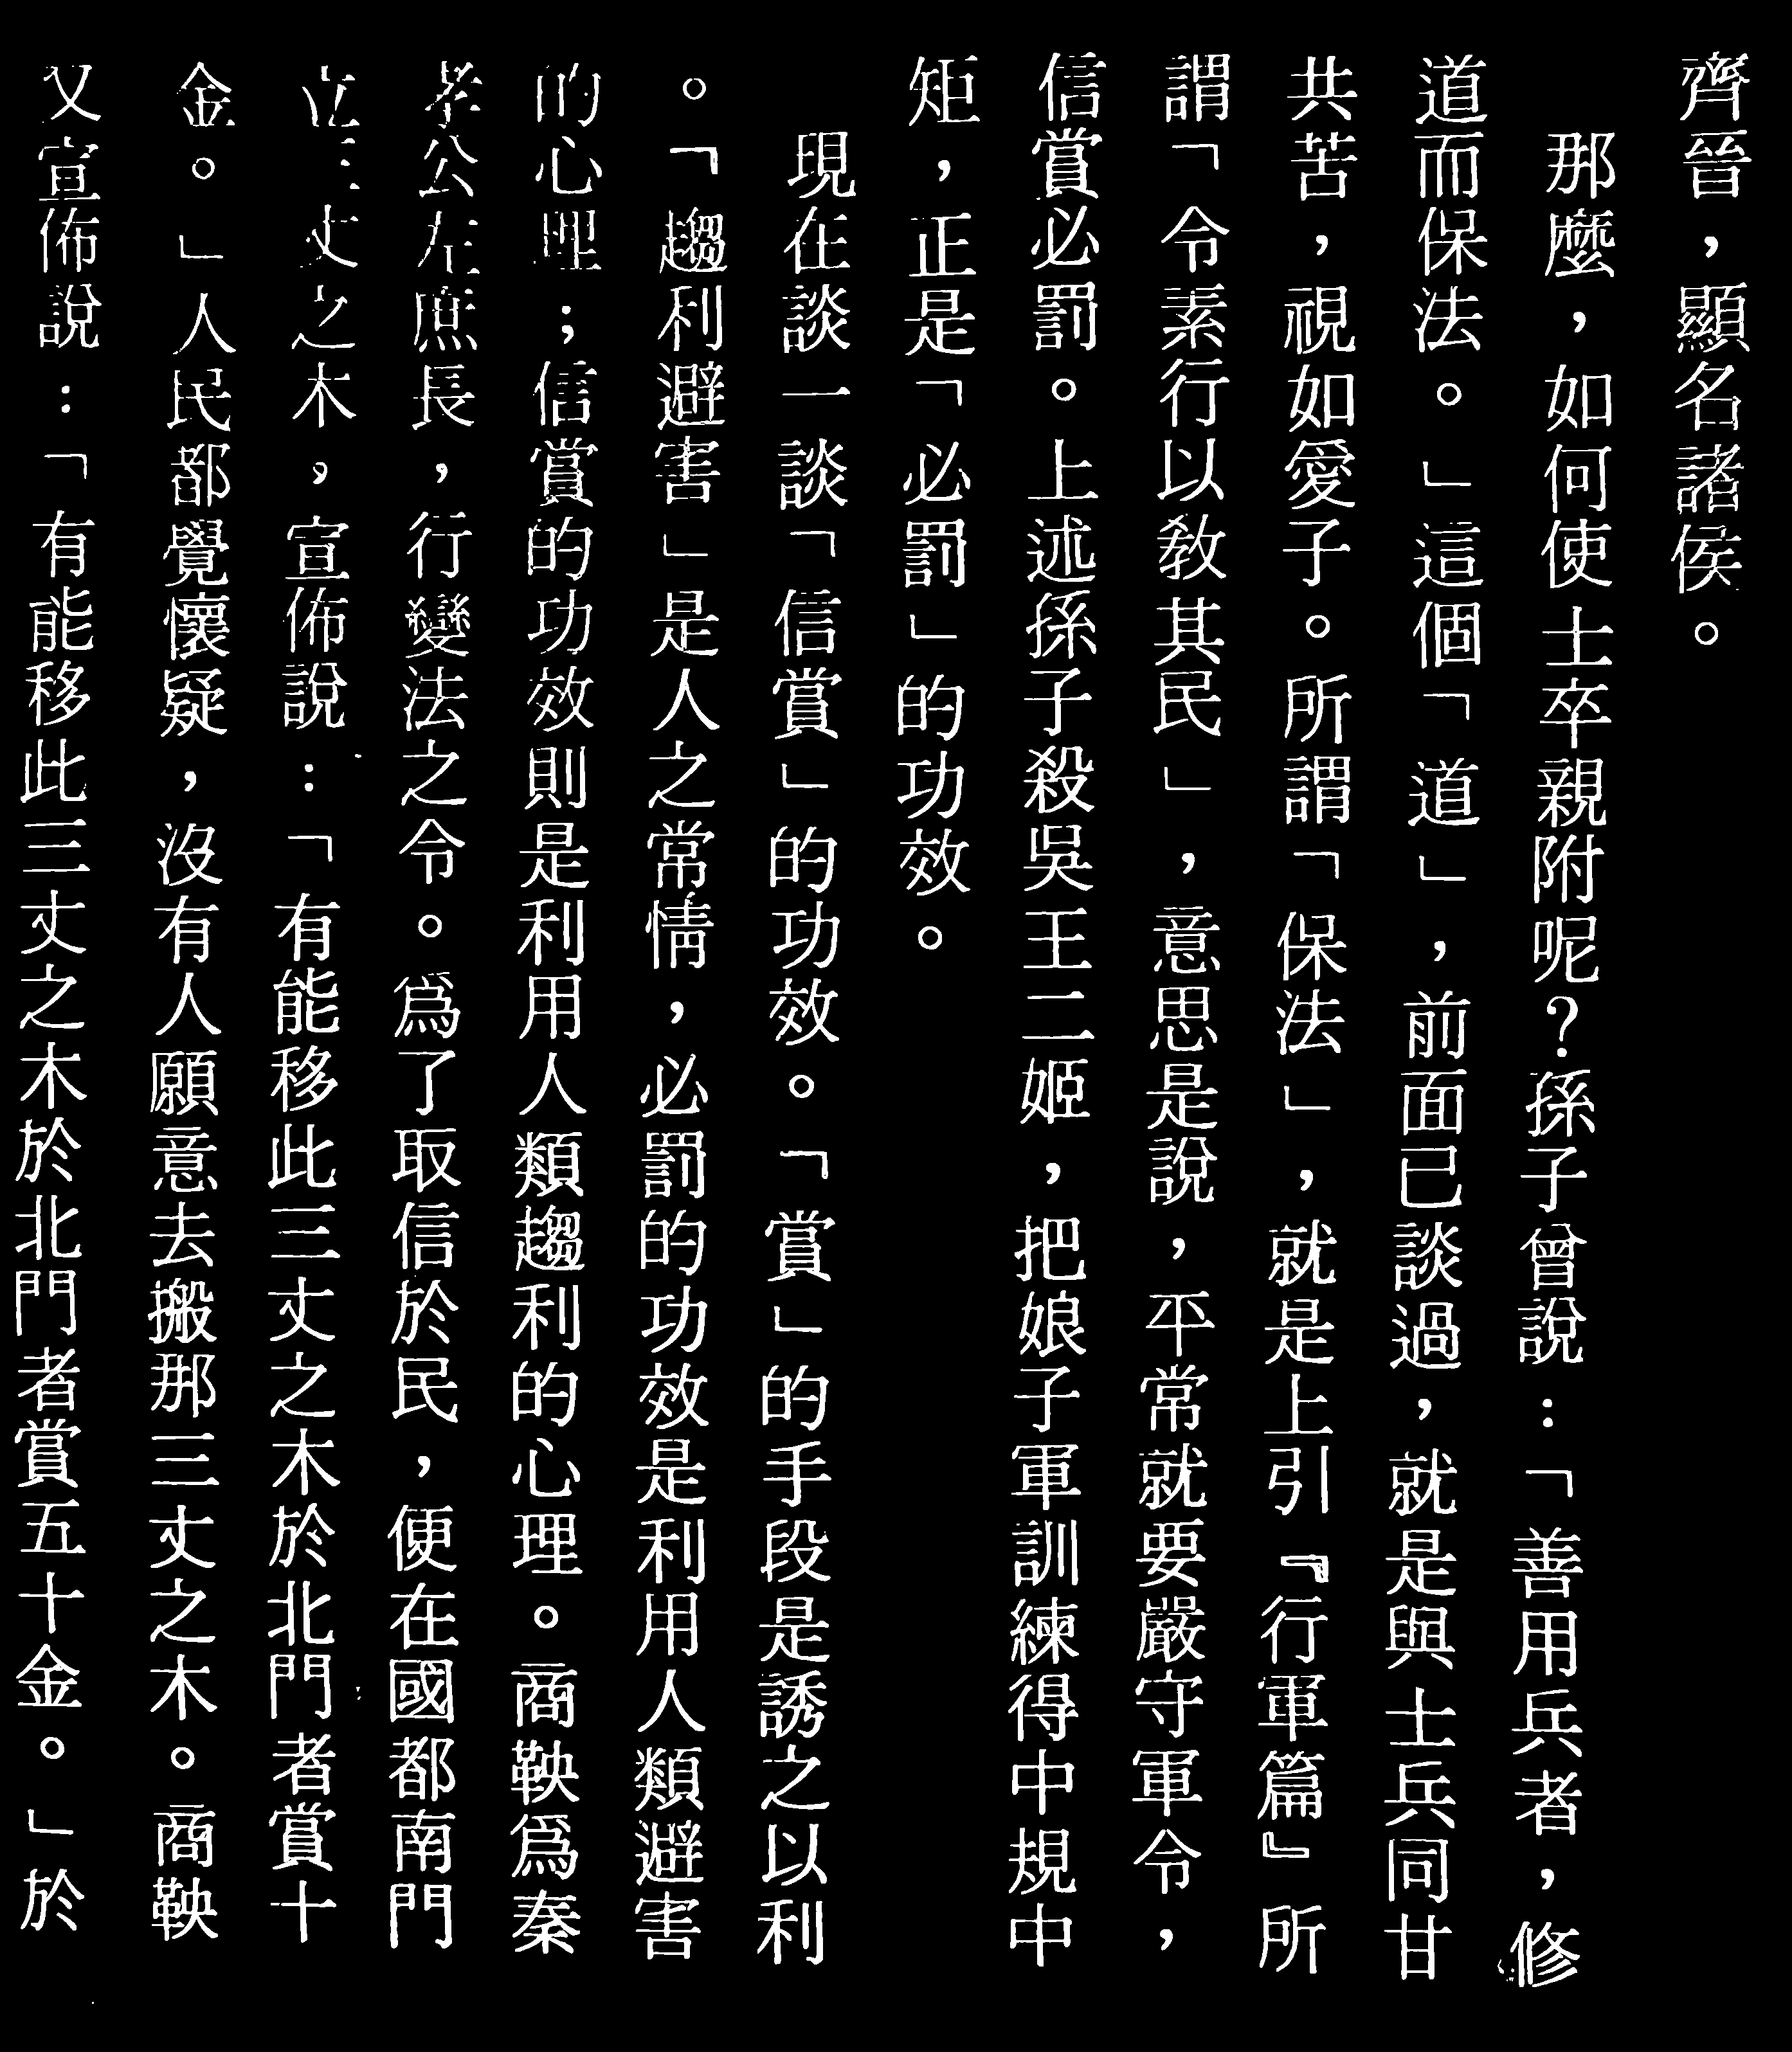 齊晉，顯名諸侯。
那麼，如何使士卒親附呢？孫子曾說：「善用兵者，修
道而保法。」這個「道」，前面已談過，就是與士兵同甘
共苦，視如愛子。所謂「保法」，就是上引『行軍篇』所
謂「令素行以教其民」，意思是說，平常就要嚴守軍令，
信賞必罰。上述孫子殺吳王二姬，把娘子軍訓練得中規中
矩，正是「必罰」的功效。
現在談一談「信賞」的功效。「賞」的手段是誘之以利
。「趨利避害」是人之常情，必罰的功效是利用人類避害
的心理；信賞的功效則是利用人類趨利的心理。商鞅爲秦
孝公左庶長，行變法之令。爲了取信於民，便在國都南門
立三丈之木，宣佈說：「有能移此三丈之木於北門者賞十
金。」人民都覺懷疑，沒有人願意去搬那三丈之木。商鞅
又宣佈說：「有能移此三丈之木於北門者賞五十金。」於